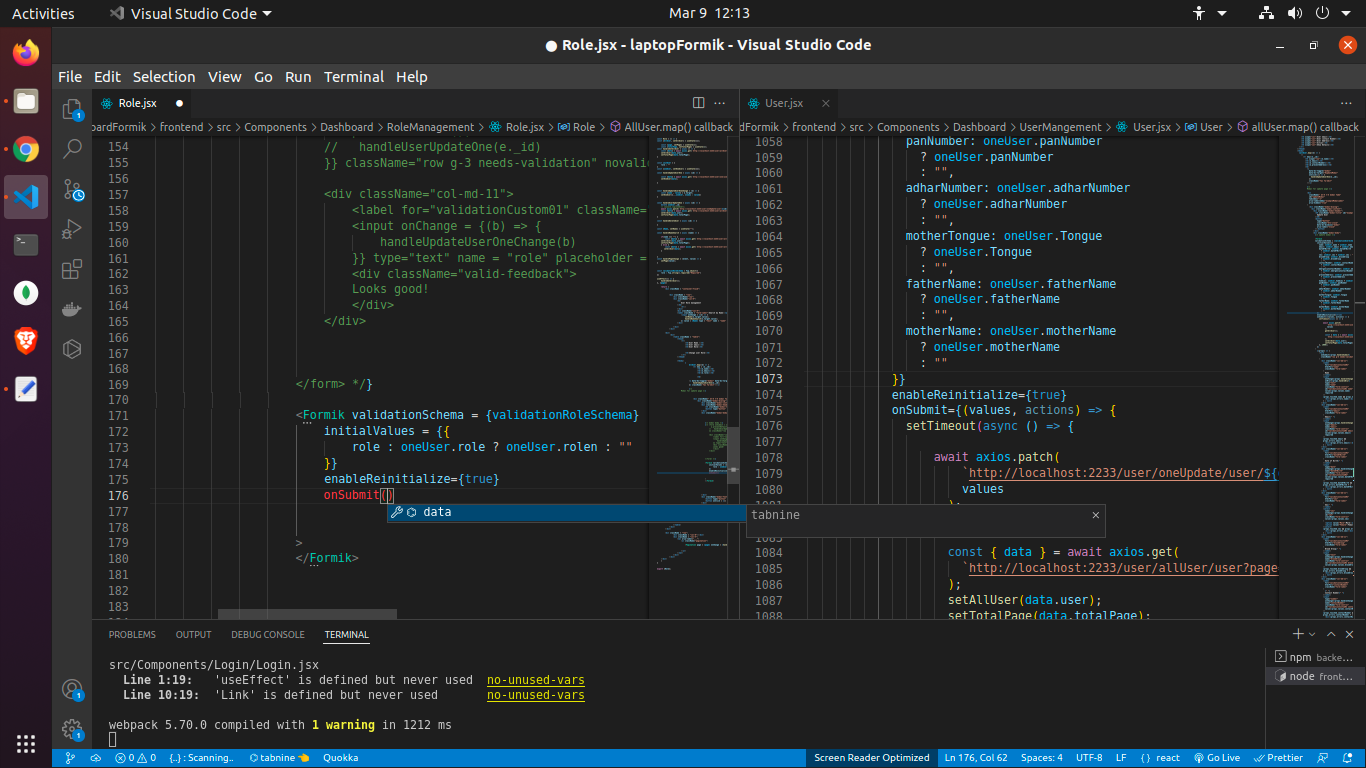 Activities Visual Studio Code Mar 9 12:13
● Role.jsx - laptopFormik - Visual Studio Code
File Edit Selection View Go Run Terminal Help
Role.jsx ● ···
ardFormik > frontend > src > Components > Dashboard > RoleManagement > Role.jsx > Role > AllUser.map() callback
154 // handleUserUpdateOne(e._id)
155 }} className="row g-3 needs-validation" novalid
156
157 <div className="col-md-11">
158 <label for="validationCustom01" className=
159 <input onChange = {(b) => {
160 handleUpdateUserOneChange(b)
161 }} type="text" name = "role" placeholder =
162 <div className="valid-feedback">
163 Looks good!
164 </div>
165 </div>
166
167
168
169 </form> */}
170
171 <Formik validationSchema = {validationRoleSchema}
172 initialValues = {{
173 role : oneUser.role ? oneUser.rolen : ""
174 }}
175 enableReinitialize={true}
176 onSubmit()
data
177
178
179 >
180 </Formik>
181
182
183
User.jsx × ···
dFormik > frontend > src > Components > Dashboard > UserMangement > User.jsx > User > allUser.map() callback
1058 panNumber: oneUser.panNumber
1059 ? oneUser.panNumber
1060 : "",
1061 adharNumber: oneUser.adharNumber
1062 ? oneUser.adharNumber
1063 : "",
1064 motherTongue: oneUser.Tongue
1065 ? oneUser.Tongue
1066 : "",
1067 fatherName: oneUser.fatherName
1068 ? oneUser.fatherName
1069 : "",
1070 motherName: oneUser.motherName
1071 ? oneUser.motherName
1072 : ""
1073 }}
1074 enableReinitialize={true}
1075 onSubmit={(values, actions) => {
1076 setTimeout(async () => {
1077
1078 await axios.patch(
1079 `http://localhost:2233/user/oneUpdate/user/${
1080 values
tabnine ×
1084 const { data } = await axios.get(
1085 `http://localhost:2233/user/allUser/user?page
1086 );
1087 setAllUser(data.user);
1088 setTotalPage(data.totalPage);
PROBLEMS OUTPUT DEBUG CONSOLE TERMINAL
src/Components/Login/Login.jsx
Line 1:19: 'useEffect' is defined but never used no-unused-vars
Line 10:19: 'Link' is defined but never used no-unused-vars
webpack 5.70.0 compiled with 1 warning in 1212 ms
npm backe...
node front...
0 0 {..} : Scanning.. tabnine Quokka Screen Reader Optimized Ln 176, Col 62 Spaces: 4 UTF-8 LF { } react Go Live Prettier